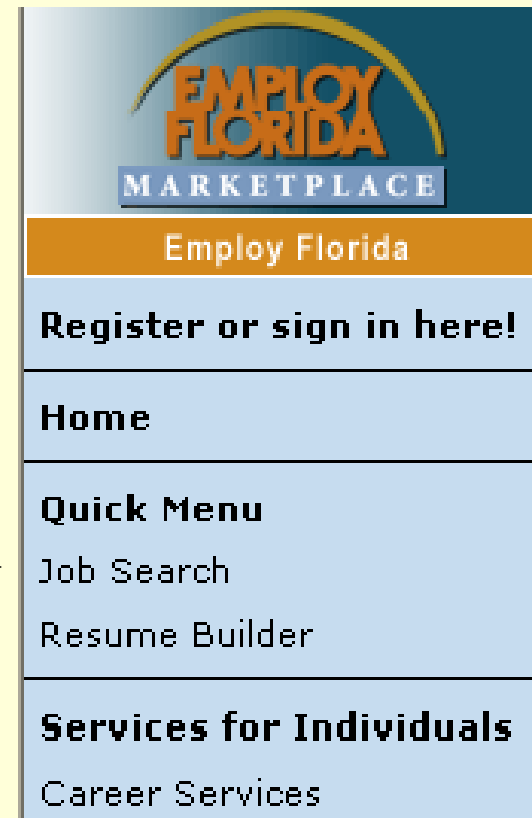 EMPLOY
FLORIDA
MARKETPLACE
Employ Florida
Register or sign in here!
Home
Quick Menu
Job Search
Resume Builder
Services for Individuals
Career Services